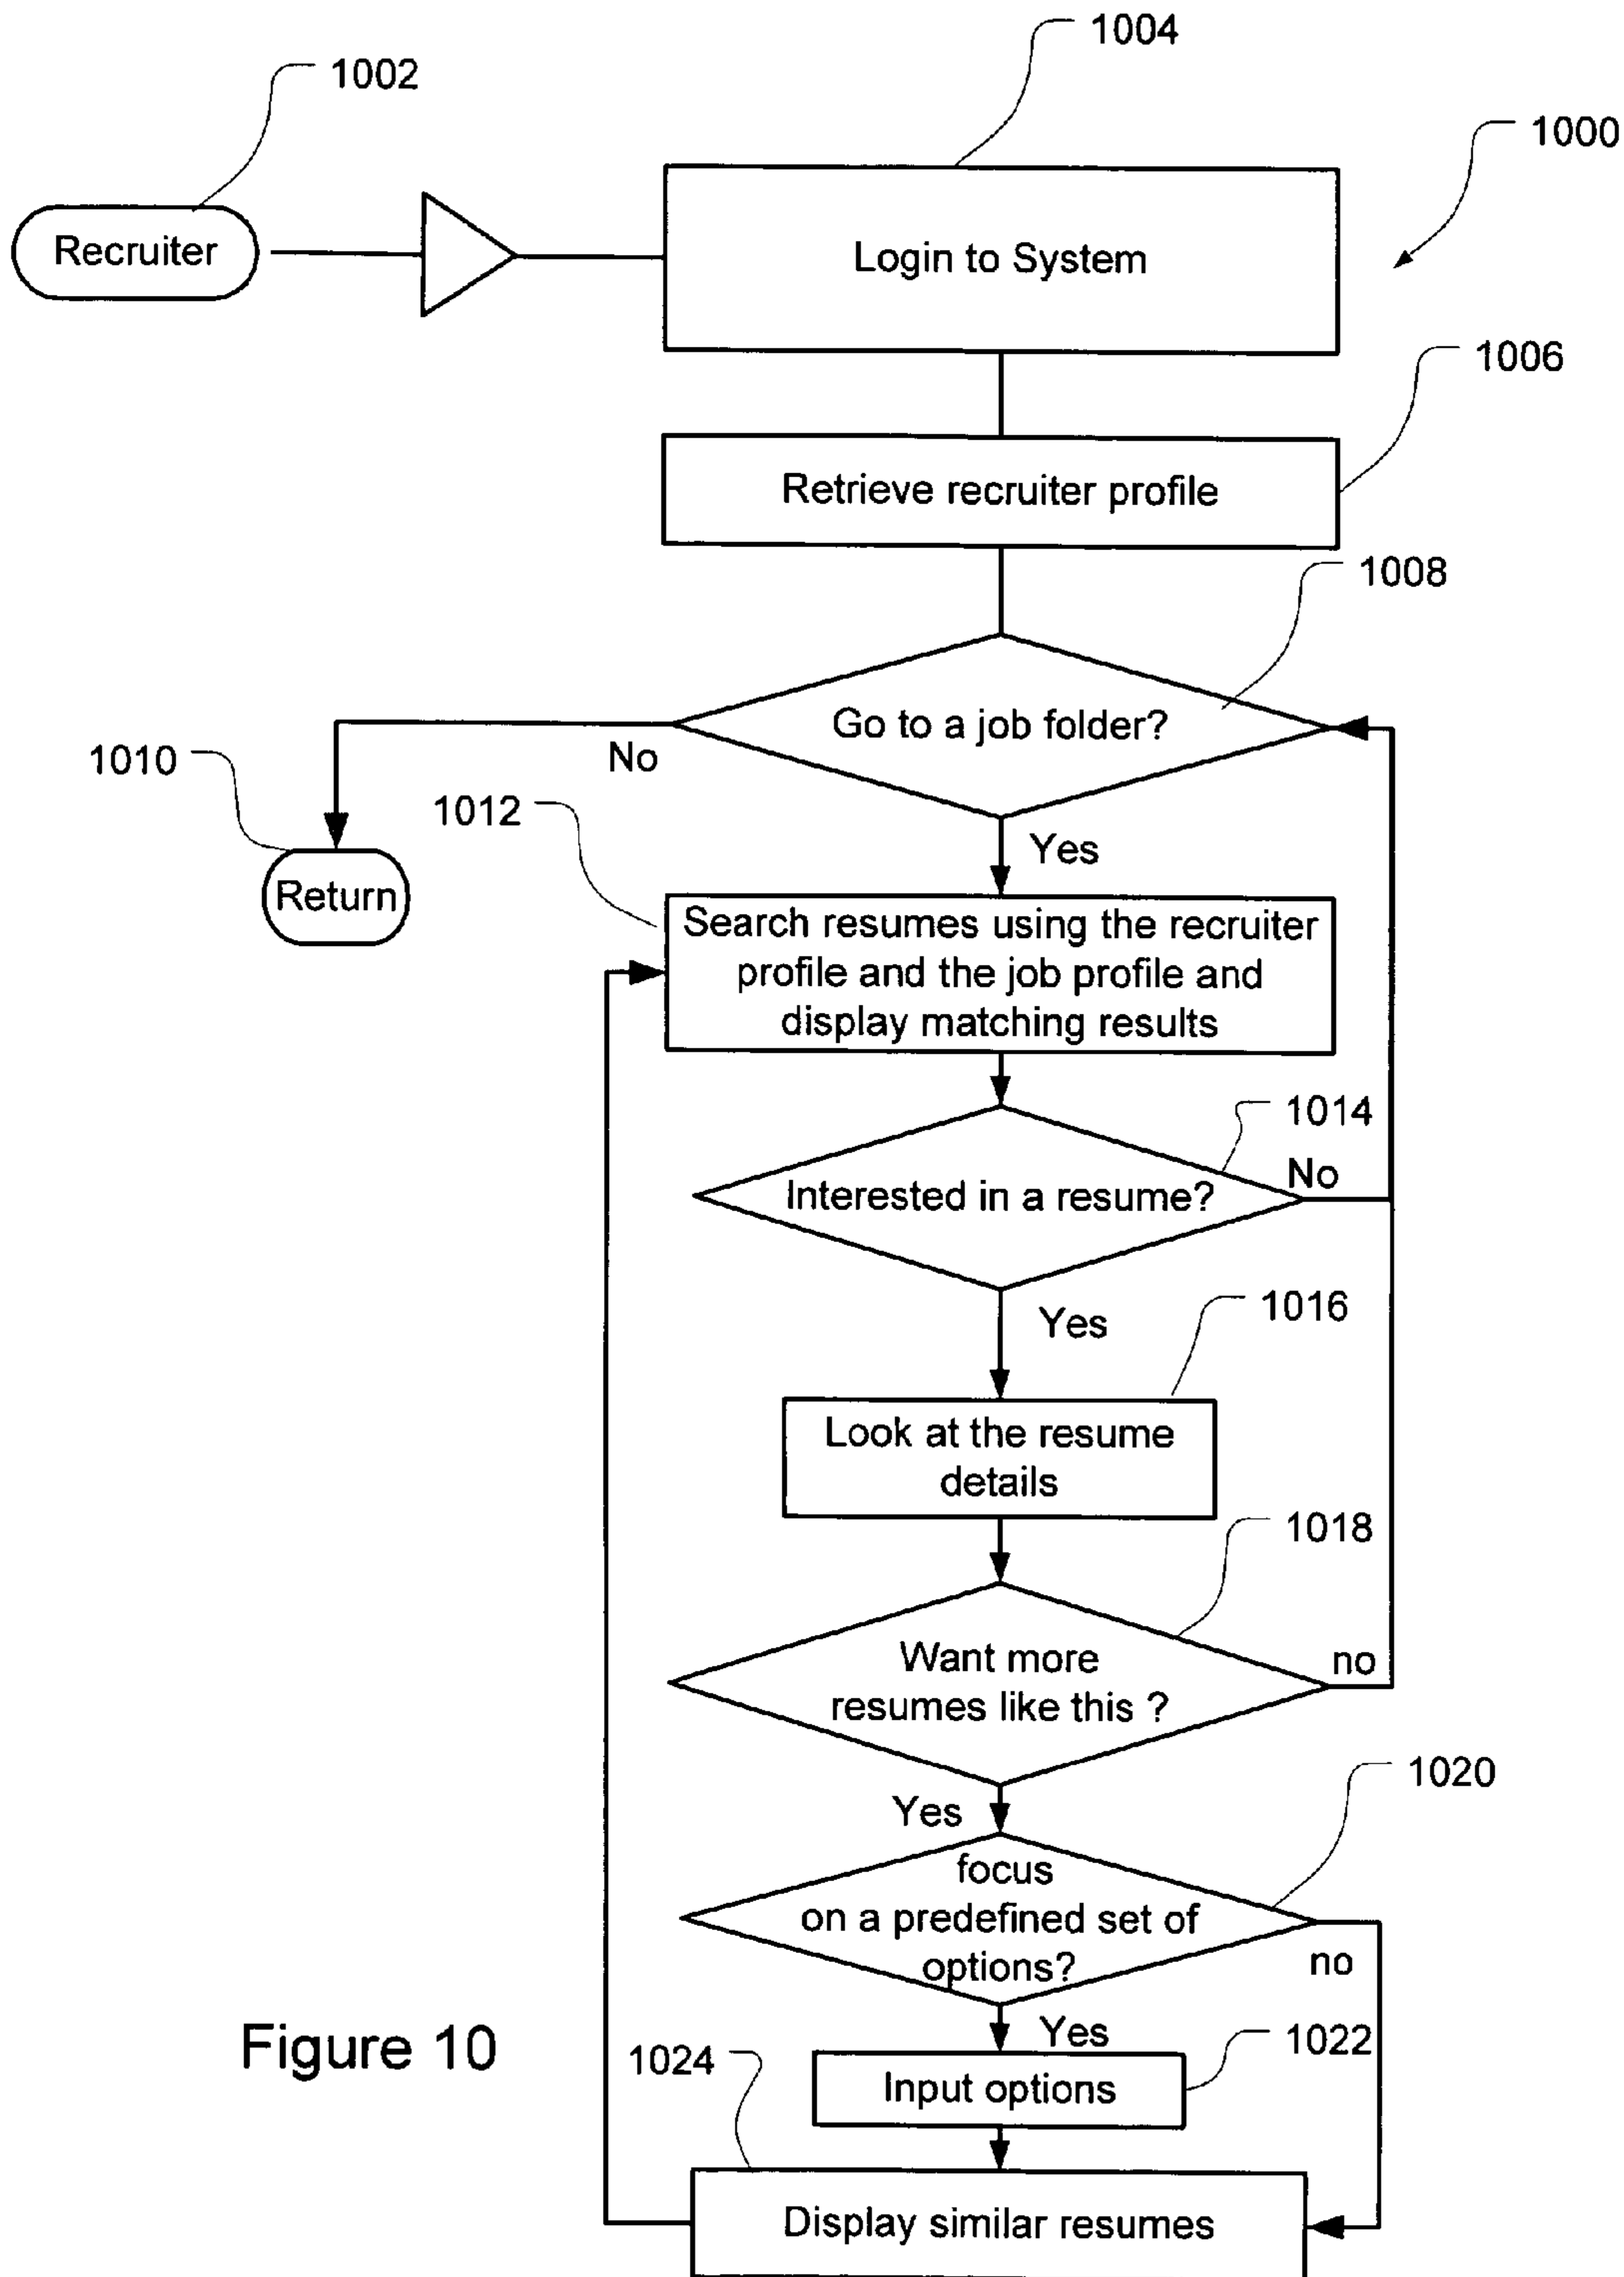 1004
1002
1000
Recruiter
Login to System
1006
Retrieve recruiter profile
1008
Go to a job folder?
No
1010
1012
Yes
Return
Search resumes using the recruiter
profile and the job profile and
display matching results
1014
No
Interested in a resume?
1016
Yes
Look at the resume
details
1018
Want more
resumes like this ?
no
1020
Yes
focus
on a predefined set of
options?
no
Figure 10
Yes
1022
1024
Input options
Display similar resumes